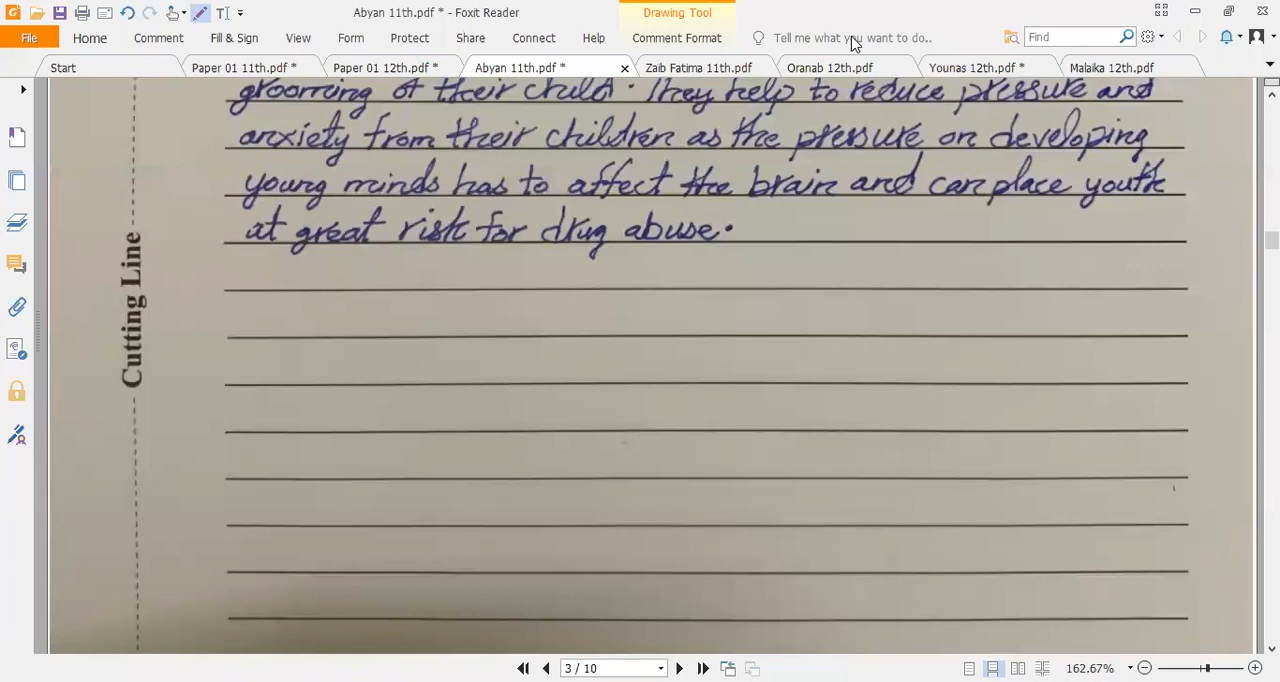 Abyan 11th.pdf * - Foxit Reader
Drawing Tool
File Home Comment Fill & Sign View Form Protect Share Connect Help Comment Format Tell me what you want to do.. Find
Start Paper 01 11th.pdf * Paper 01 12th.pdf * Abyan 11th.pdf * Zaib Fatima 11th.pdf Oranab 12th.pdf Younas 12th.pdf * Malaika 12th.pdf
grooming of their child. They help to reduce pressure and
anxiety from their children as the pressure on developing
young minds has to affect the brain and can place youth
at great risk for drug abuse.
Cutting Line
3 / 10
162.67%